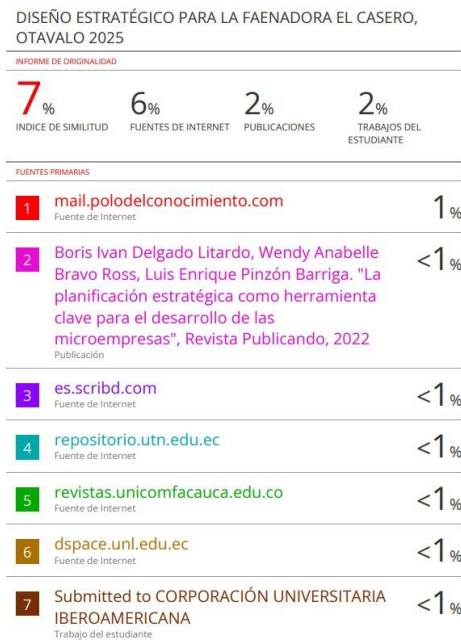 DISEÑO ESTRATÉGICO PARA LA FAENADORA EL CASERO,
OTAVALO 2025
INFORME DE ORIGINALIDAD
7%
6%
2%
2%
INDICE DE SIMILITUD
FUENTES DE INTERNET
PUBLICACIONES
TRABAJOS DEL
ESTUDIANTE
FUENTES PRIMARIAS
1
mail.polodelconocimiento.com
Fuente de Internet
1%
2
Boris Ivan Delgado Litardo, Wendy Anabelle
Bravo Ross, Luis Enrique Pinzón Barriga. "La
planificación estratégica como herramienta
clave para el desarrollo de las
microempresas", Revista Publicando, 2022
Publicación
<1%
3
es.scribd.com
Fuente de Internet
<1%
4
repositorio.utn.edu.ec
Fuente de Internet
<1%
5
revistas.unicomfacauca.edu.co
Fuente de Internet
<1%
6
dspace.unl.edu.ec
Fuente de Internet
<1%
7
Submitted to CORPORACIÓN UNIVERSITARIA
IBEROAMERICANA
Trabajo del estudiante
<1%